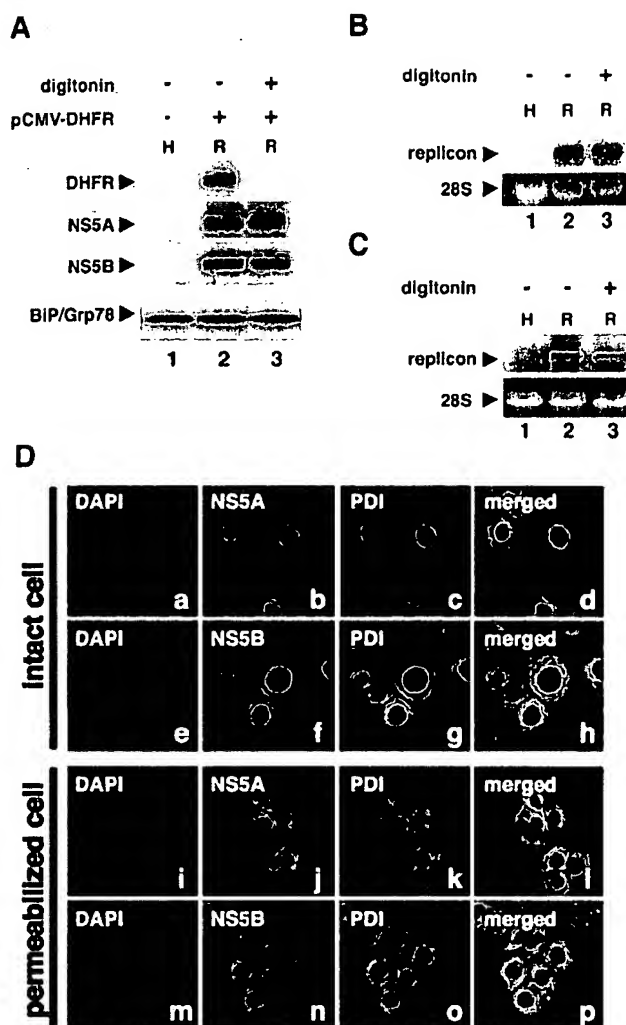 A
digitonin - - +
pCMV-DHFR - + +
H R R
DHFR
NS5A
NS5B
BiP/Grp78
1 2 3
B
digitonin - - +
H R R
replicon
28S
1 2 3
C
digitonin - - +
H R R
replicon
28S
1 2 3
D
intact cell
DAPI NS5A PDI merged
a b c d
DAPI NS5B PDI merged
e f g h
permeabilized cell
DAPI NS5A PDI merged
i j k l
DAPI NS5B PDI merged
m n o p